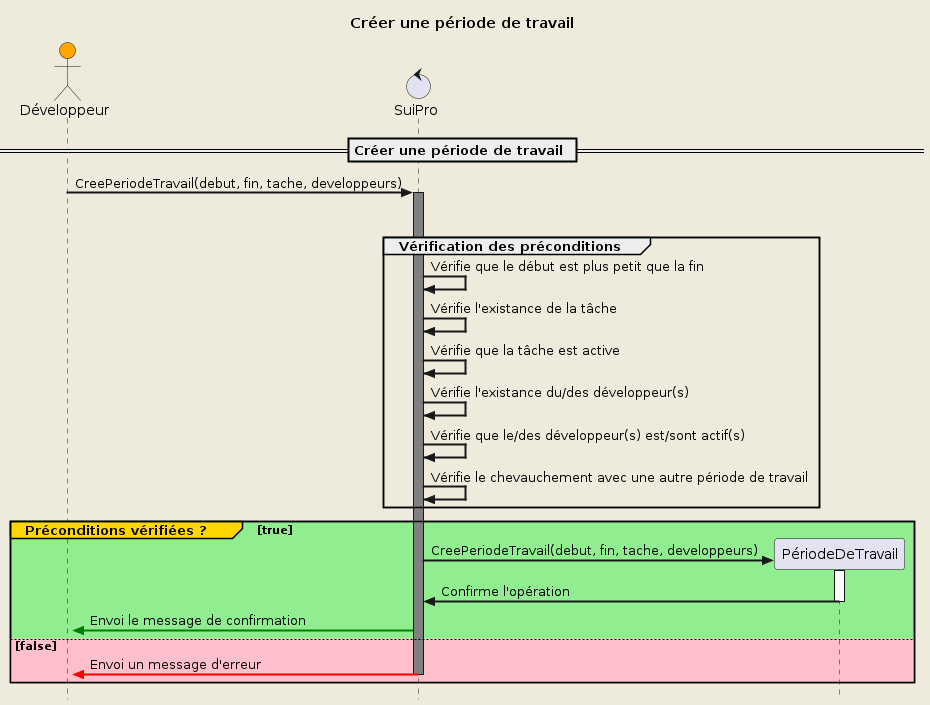 Créer une période de travail
Développeur
SuiPro
Créer une période de travail
CreePeriodeTravail(debut, fin, tache, developpeurs)
Vérification des préconditions
Vérifie que le début est plus petit que la fin
Vérifie l'existance de la tâche
Vérifie que la tâche est active
Vérifie l'existance du/des développeur(s)
Vérifie que le/des développeur(s) est/sont actif(s)
Vérifie le chevauchement avec une autre période de travail
Préconditions vérifiées ? [true]
CreePeriodeTravail(debut, fin, tache, developpeurs)
PériodeDeTravail
Confirme l'opération
Envoi le message de confirmation
[false]
Envoi un message d'erreur